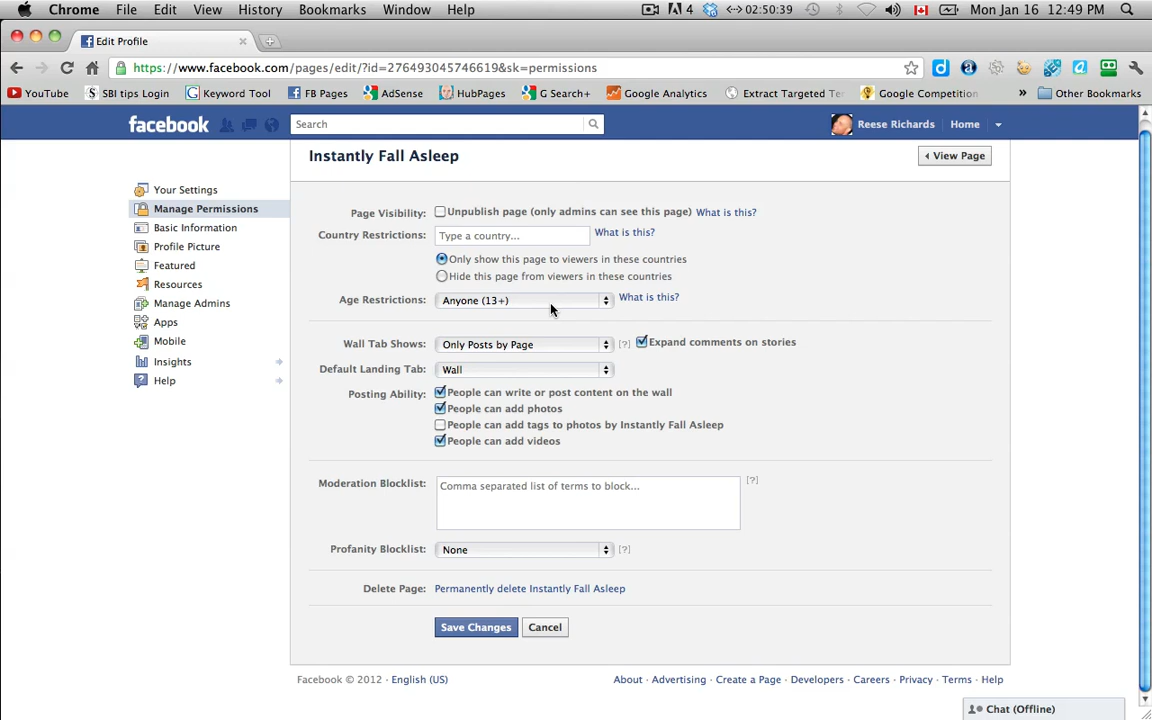 Chrome File Edit View History Bookmarks Window Help 4 02:50:39 Mon Jan 16 12:49 PM
Edit Profile
https://www.facebook.com/pages/edit/?id=276493045746619&sk=permissions
YouTube SBI tips Login Keyword Tool FB Pages AdSense HubPages G Search+ Google Analytics Extract Targeted Te Google Competition » Other Bookmarks
facebook Search Reese Richards Home
Instantly Fall Asleep View Page
Your Settings
Manage Permissions
Basic Information
Profile Picture
Featured
Resources
Manage Admins
Apps
Mobile
Insights
Help
Page Visibility: Unpublish page (only admins can see this page) What is this?
Country Restrictions: Type a country... What is this?
Only show this page to viewers in these countries
Hide this page from viewers in these countries
Age Restrictions: Anyone (13+) What is this?
Wall Tab Shows: Only Posts by Page [?] Expand comments on stories
Default Landing Tab: Wall
Posting Ability: People can write or post content on the wall
People can add photos
People can add tags to photos by Instantly Fall Asleep
People can add videos
Moderation Blocklist: Comma separated list of terms to block... [?]
Profanity Blocklist: None [?]
Delete Page: Permanently delete Instantly Fall Asleep
Save Changes Cancel
Facebook © 2012 · English (US) About · Advertising · Create a Page · Developers · Careers · Privacy · Terms · Help
Chat (Offline)